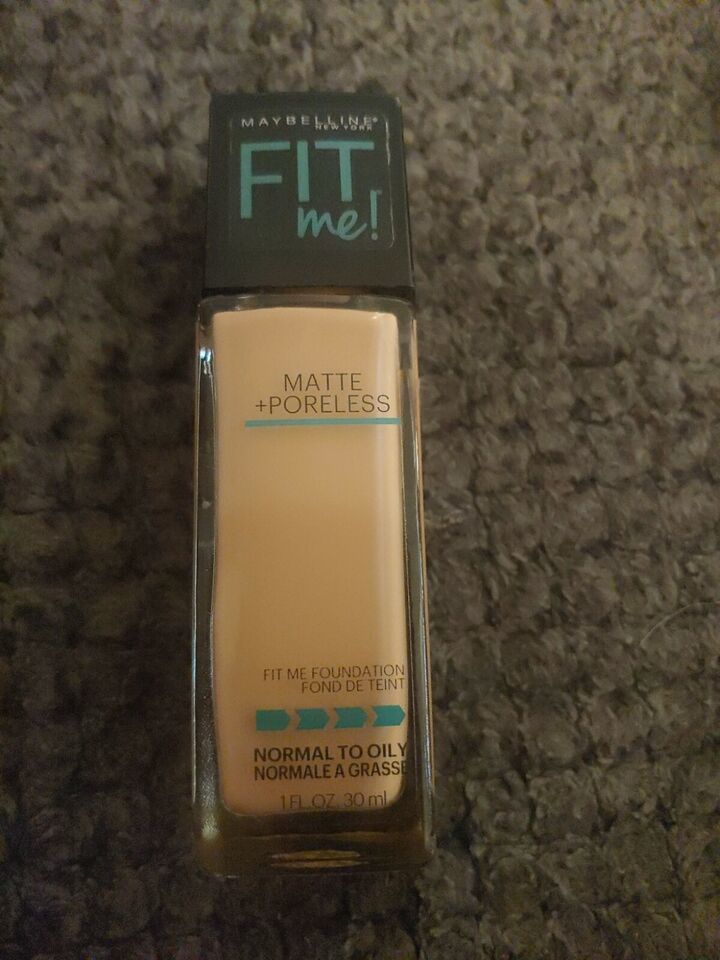 MAYBELLINE®
NEW YORK
FIT
me!
MATTE
+PORELESS
FIT ME FOUNDATION
FOND DE TEINT
NORMAL TO OILY
NORMALE A GRASSE
1 FL. OZ. 30 ml